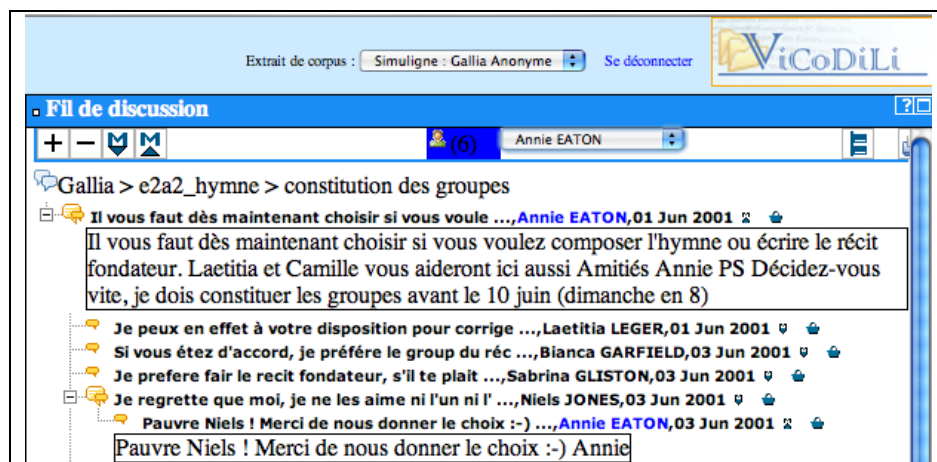 Extrait de corpus : Simuligne : Gallia Anonyme Se déconnecter ViCoDiLi
Fil de discussion ?
+ − (6) Annie EATON
Gallia > e2a2_hymne > constitution des groupes
Il vous faut dès maintenant choisir si vous voule ...,Annie EATON,01 Jun 2001
Il vous faut dès maintenant choisir si vous voulez composer l'hymne ou écrire le récit
fondateur. Laetitia et Camille vous aideront ici aussi Amitiés Annie PS Décidez-vous
vite, je dois constituer les groupes avant le 10 juin (dimanche en 8)
Je peux en effet à votre disposition pour corrige ...,Laetitia LEGER,01 Jun 2001
Si vous étez d'accord, je préfére le group du réc ...,Bianca GARFIELD,03 Jun 2001
Je prefere fair le recit fondateur, s'il te plait ...,Sabrina GLISTON,03 Jun 2001
Je regrette que moi, je ne les aime ni l'un ni l' ...,Niels JONES,03 Jun 2001
Pauvre Niels ! Merci de nous donner le choix :-) ...,Annie EATON,03 Jun 2001
Pauvre Niels ! Merci de nous donner le choix :-) Annie